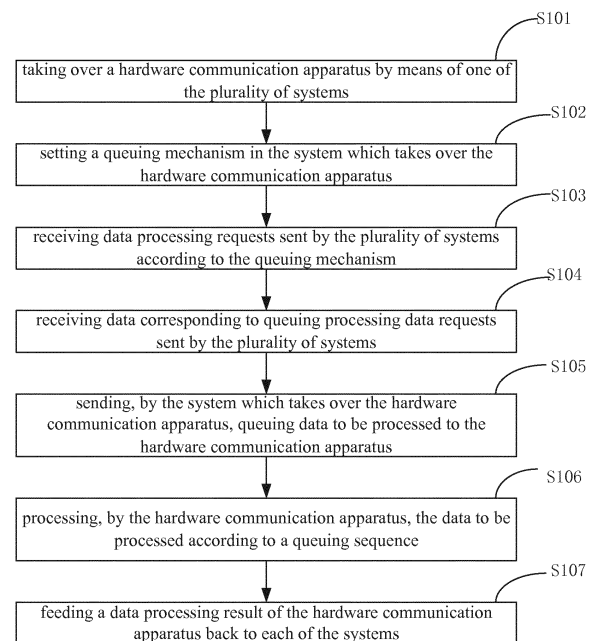 S101
taking over a hardware communication apparatus by means of one of
the plurality of systems
S102
setting a queuing mechanism in the system which takes over the
hardware communication apparatus
S103
receiving data processing requests sent by the plurality of systems
according to the queuing mechanism
S104
receiving data corresponding to queuing processing data requests
sent by the plurality of systems
S105
sending, by the system which takes over the hardware
communication apparatus, queuing data to be processed to the
hardware communication apparatus
S106
processing, by the hardware communication apparatus, the data to be
processed according to a queuing sequence
S107
feeding a data processing result of the hardware communication
apparatus back to each of the systems